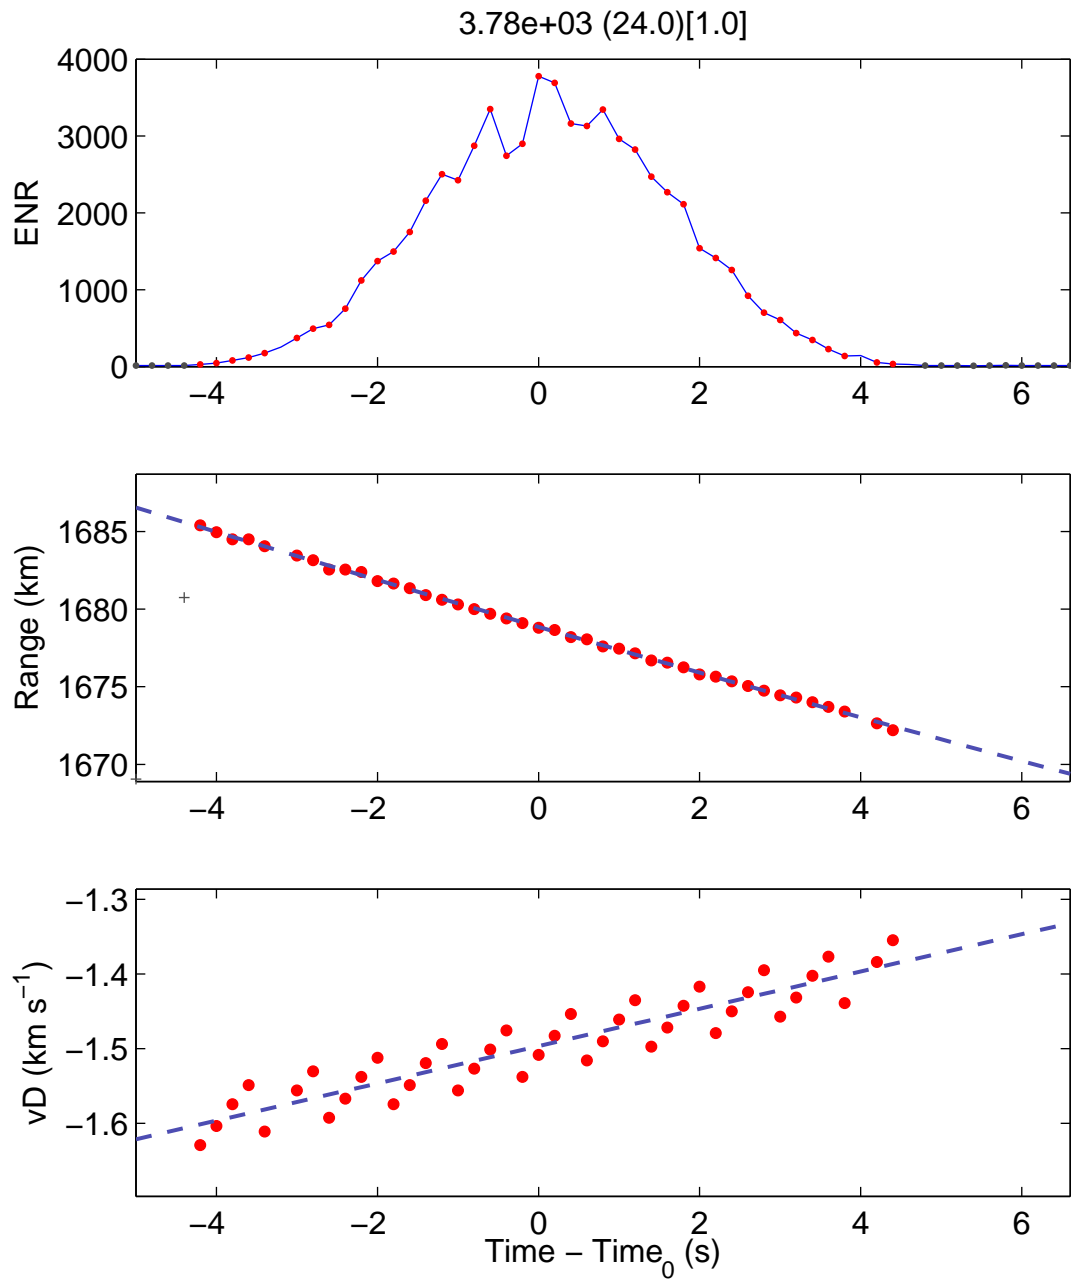 3.78e+03 (24.0)[1.0]
4000
3000
2000
1000
0
ENR
−4 −2 0 2 4 6
1685
1680
1675
1670
Range (km)
−4 −2 0 2 4 6
−1.3
−1.4
−1.5
−1.6
vD (km s−1)
−4 −2 0 2 4 6
Time − Time0 (s)